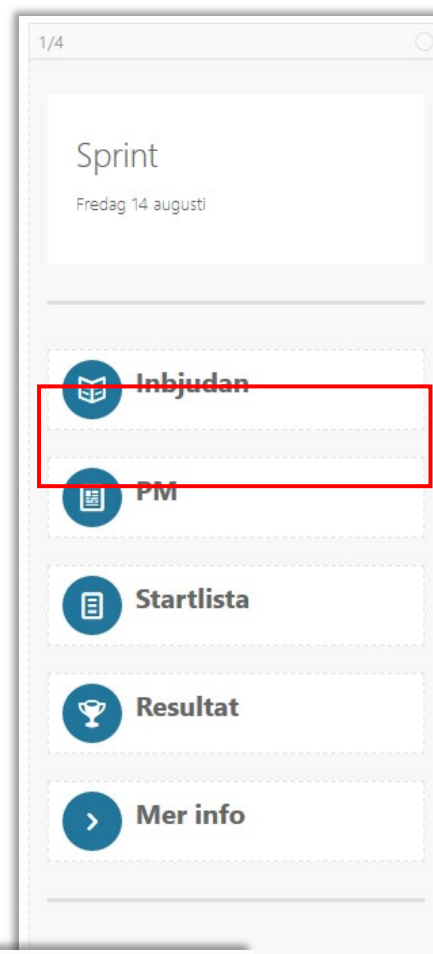 1/4
Sprint
Fredag 14 augusti
Inbjudan
PM
Startlista
Resultat
Mer info